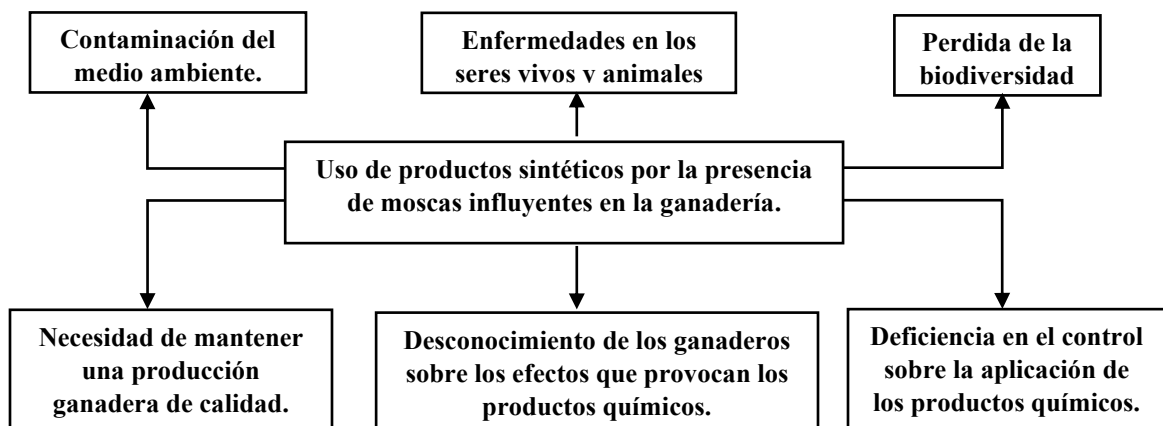 Contaminación del
medio ambiente.
Enfermedades en los
seres vivos y animales
Perdida de la
biodiversidad
Uso de productos sintéticos por la presencia
de moscas influyentes en la ganadería.
Necesidad de mantener
una producción
ganadera de calidad.
Desconocimiento de los ganaderos
sobre los efectos que provocan los
productos químicos.
Deficiencia en el control
sobre la aplicación de
los productos químicos.